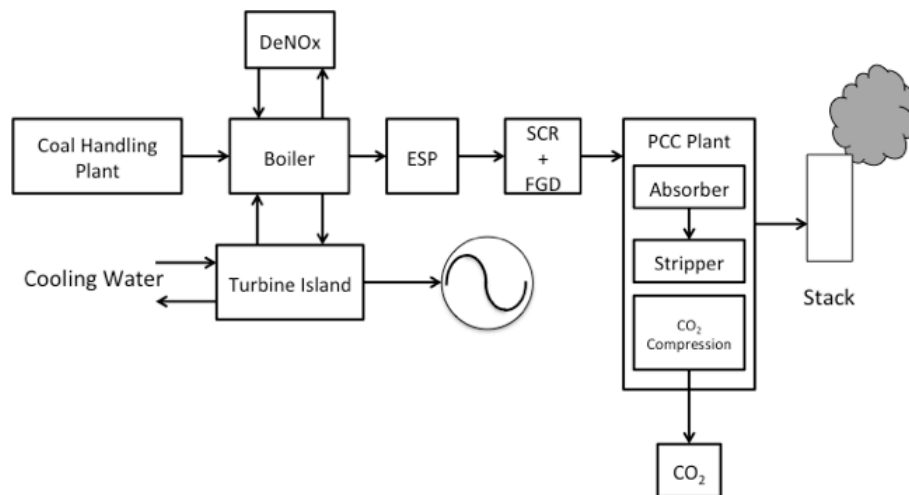 DeNOx
Coal Handling
Plant
Boiler
ESP
SCR
+
FGD
PCC Plant
Absorber
Stripper
CO₂
Compression
Cooling Water
Turbine Island
Stack
CO₂